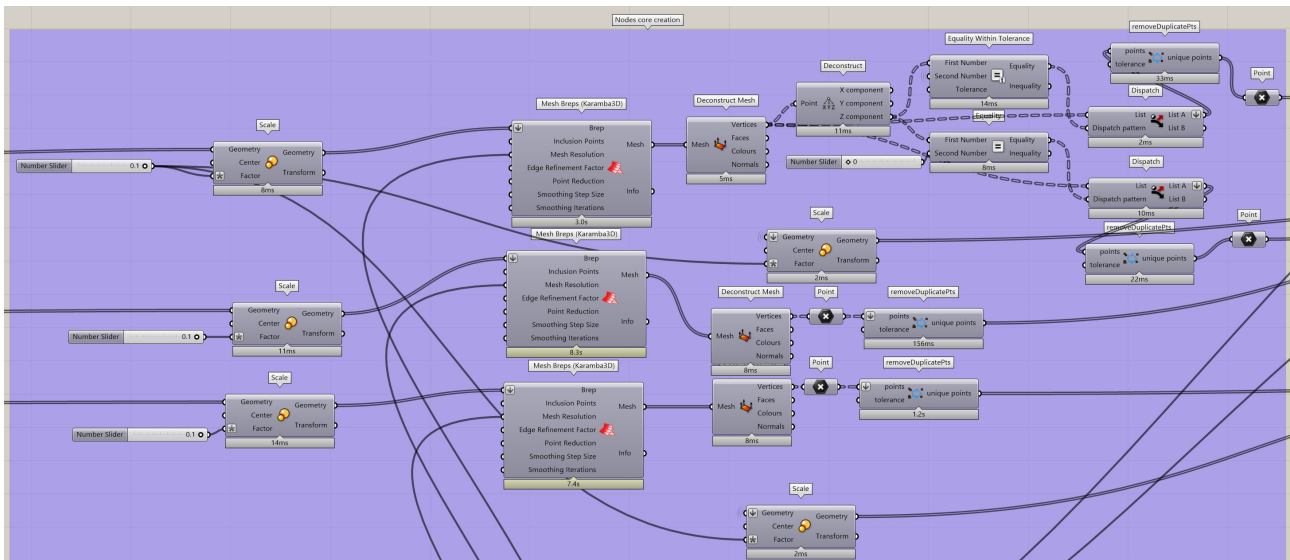 Nodes core creation
removeDuplicatePts
points
tolerance
unique points
33ms
Point
Equality Within Tolerance
First Number
Second Number
Tolerance
Equality
Inequality
14ms
Deconstruct
Point
X component
Y component
Z component
11ms
Dispatch
List
Dispatch pattern
List A
List B
2ms
Equality
First Number
Second Number
Equality
Inequality
8ms
Number Slider
0
Dispatch
List
Dispatch pattern
List A
List B
10ms
Scale
Geometry
Center
Factor
Geometry
Transform
8ms
Number Slider
0.1
Mesh Breps (Karamba3D)
Brep
Inclusion Points
Mesh Resolution
Edge Refinement Factor
Point Reduction
Smoothing Step Size
Smoothing Iterations
Mesh
Info
3.0s
Deconstruct Mesh
Mesh
Vertices
Faces
Colours
Normals
5ms
Scale
Geometry
Center
Factor
Geometry
Transform
2ms
removeDuplicatePts
points
tolerance
unique points
22ms
Point
Scale
Geometry
Center
Factor
Geometry
Transform
11ms
Number Slider
0.1
Mesh Breps (Karamba3D)
Brep
Inclusion Points
Mesh Resolution
Edge Refinement Factor
Point Reduction
Smoothing Step Size
Smoothing Iterations
Mesh
Info
8.3s
Deconstruct Mesh
Mesh
Vertices
Faces
Colours
Normals
8ms
Point
removeDuplicatePts
points
tolerance
unique points
156ms
Scale
Geometry
Center
Factor
Geometry
Transform
14ms
Number Slider
0.1
Mesh Breps (Karamba3D)
Brep
Inclusion Points
Mesh Resolution
Edge Refinement Factor
Point Reduction
Smoothing Step Size
Smoothing Iterations
Mesh
Info
7.4s
Mesh
Vertices
Faces
Colours
Normals
8ms
Point
removeDuplicatePts
points
tolerance
unique points
1.2s
Scale
Geometry
Center
Factor
Geometry
Transform
2ms